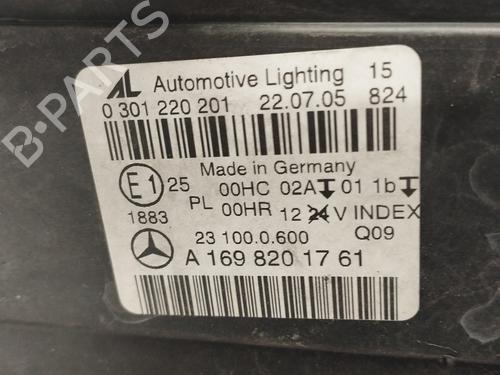 AL Automotive Lighting 15
0 301 220 201 22.07.05 824
Made in Germany
E1 25 00HC 02A 01 1b
1883 PL 00HR 12 24 V INDEX
23 100.0.600 Q09
A 169 820 17 61
B-PARTS